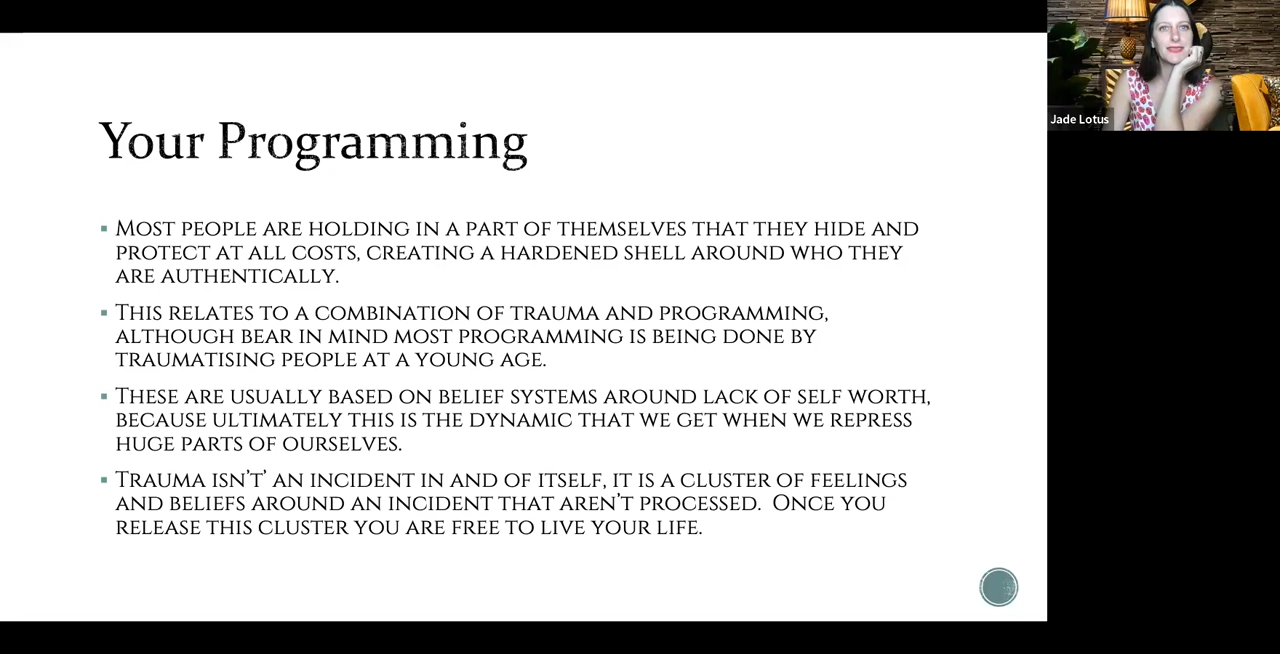 Your Programming
MOST PEOPLE ARE HOLDING IN A PART OF THEMSELVES THAT THEY HIDE AND
PROTECT AT ALL COSTS, CREATING A HARDENED SHELL AROUND WHO THEY
ARE AUTHENTICALLY.
THIS RELATES TO A COMBINATION OF TRAUMA AND PROGRAMMING,
ALTHOUGH BEAR IN MIND MOST PROGRAMMING IS BEING DONE BY
TRAUMATISING PEOPLE AT A YOUNG AGE.
THESE ARE USUALLY BASED ON BELIEF SYSTEMS AROUND LACK OF SELF WORTH,
BECAUSE ULTIMATELY THIS IS THE DYNAMIC THAT WE GET WHEN WE REPRESS
HUGE PARTS OF OURSELVES.
TRAUMA ISN'T' AN INCIDENT IN AND OF ITSELF, IT IS A CLUSTER OF FEELINGS
AND BELIEFS AROUND AN INCIDENT THAT AREN'T PROCESSED.  ONCE YOU
RELEASE THIS CLUSTER YOU ARE FREE TO LIVE YOUR LIFE.
Jade Lotus